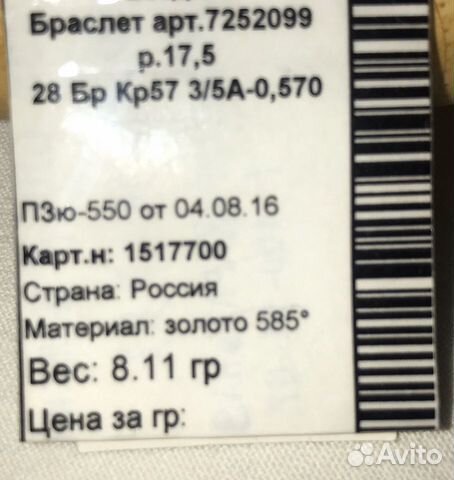 Браслет арт.7252099
р.17,5
28 Бр Кр57 3/5А-0,570
ПЗю-550 от 04.08.16
Карт.н: 1517700
Страна: Россия
Материал: золото 585°
Вес: 8.11 гр
Цена за гр:
Avito